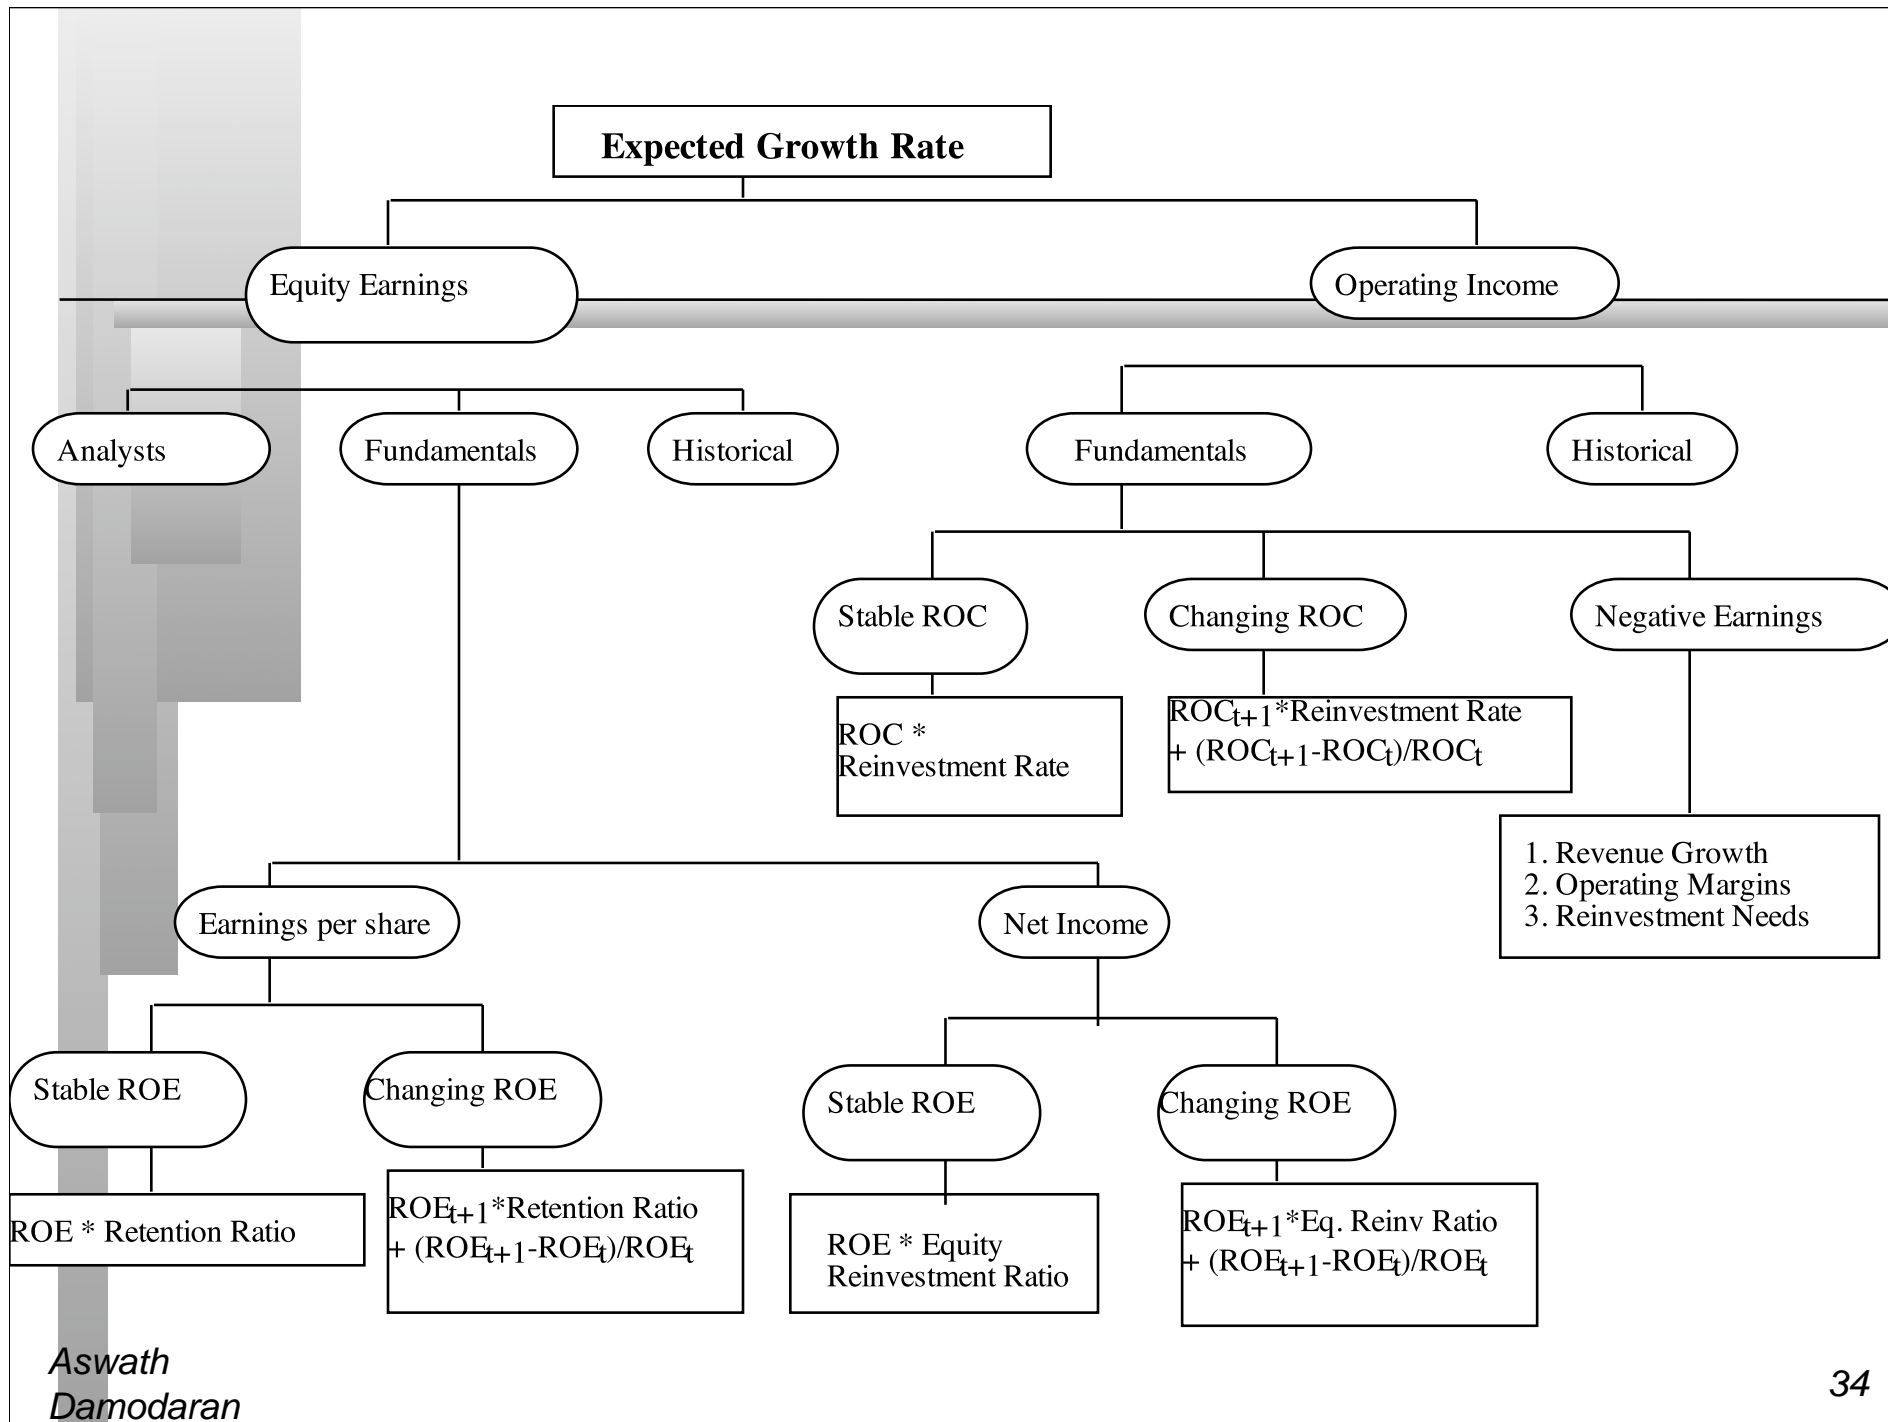 Expected Growth Rate
Equity Earnings
Operating Income
Analysts
Fundamentals
Historical
Fundamentals
Historical
Stable ROC
Changing ROC
Negative Earnings
ROC *
Reinvestment Rate
ROCt+1*Reinvestment Rate
+ (ROCt+1-ROCt)/ROCt
1. Revenue Growth
2. Operating Margins
3. Reinvestment Needs
Earnings per share
Net Income
Stable ROE
Changing ROE
Stable ROE
Changing ROE
ROE * Retention Ratio
ROEt+1*Retention Ratio
+ (ROEt+1-ROEt)/ROEt
ROE * Equity
Reinvestment Ratio
ROEt+1*Eq. Reinv Ratio
+ (ROEt+1-ROEt)/ROEt
Aswath
Damodaran
34